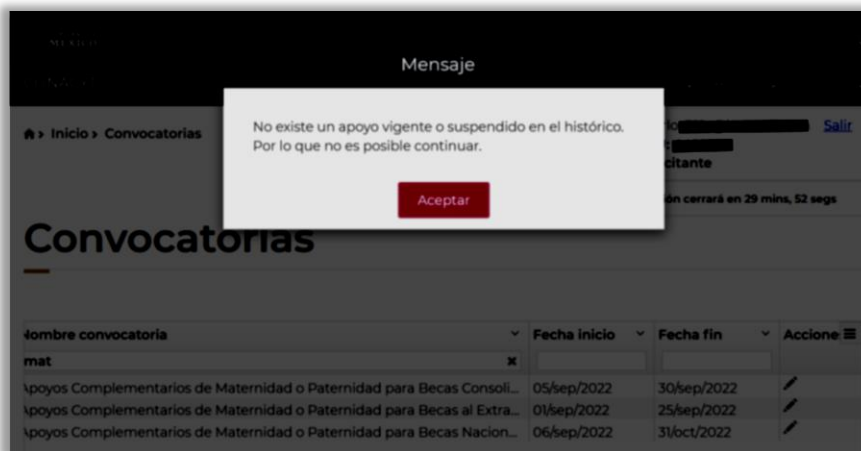 MÉXICO
Mensaje
No existe un apoyo vigente o suspendido en el histórico.
Por lo que no es posible continuar.
Aceptar
Inicio › Convocatorias
Salir
citante
ón cerrará en 29 mins, 52 segs
Convocatorias
Nombre convocatoria Fecha inicio Fecha fin Accione
mat
Apoyos Complementarios de Maternidad o Paternidad para Becas Consoli... 05/sep/2022 30/sep/2022
Apoyos Complementarios de Maternidad o Paternidad para Becas al Extra... 01/sep/2022 25/sep/2022
Apoyos Complementarios de Maternidad o Paternidad para Becas Nacion... 06/sep/2022 31/oct/2022